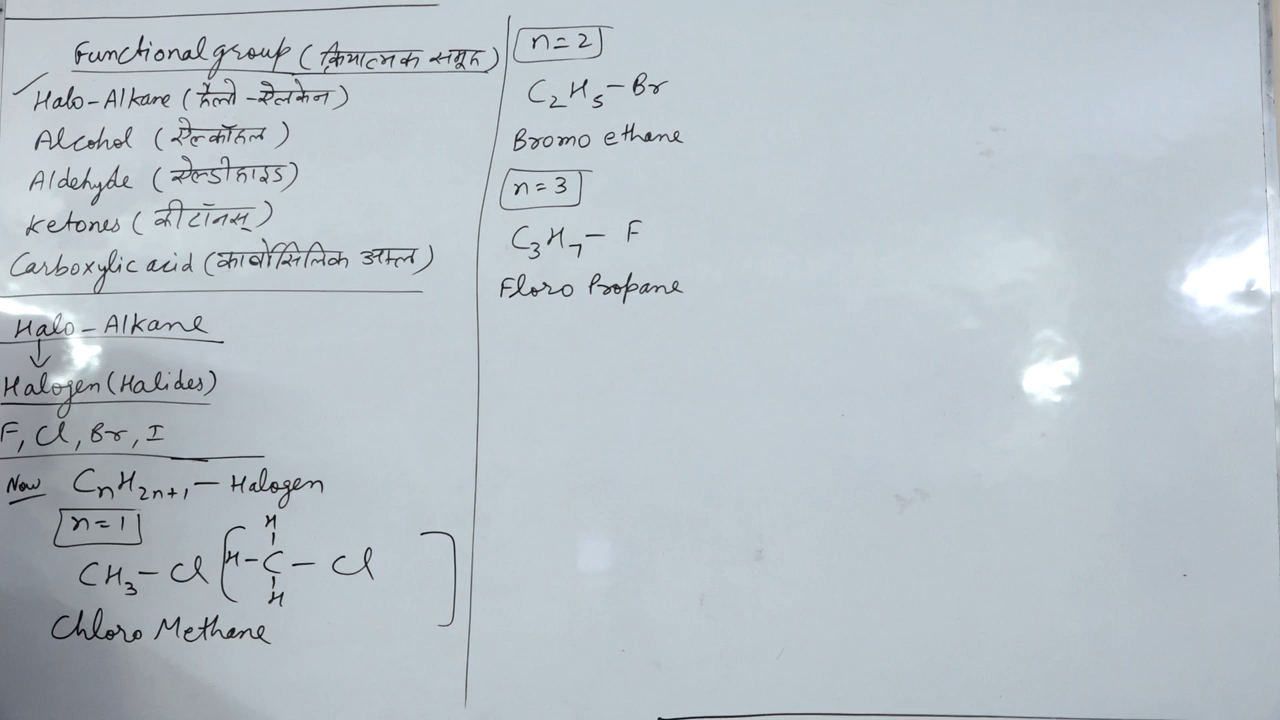 Functional group (क्रियात्मक समूह)
Halo-Alkane (हैलो-ऐलकेन)
Alcohol (ऐल्कॉहल)
Aldehyde (ऐल्डीहाइड)
Ketones (कीटॉनस्)
Carboxylic acid (कार्बोसिलिक अम्ल)
Halo-Alkane
↓
Halogen (Halides)
F, Cl, Br, I
Now CnH2n+1 — Halogen
n=1
CH3 — Cl [H-C-Cl]
H
H
Chloro Methane
n=2
C2H5-Br
Bromo ethane
n=3
C3H7- F
Floro Propane